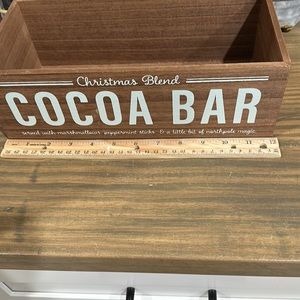 Christmas Blend
COCOA BAR
served with marshmallows peppermint sticks & a little bit of northpole magic